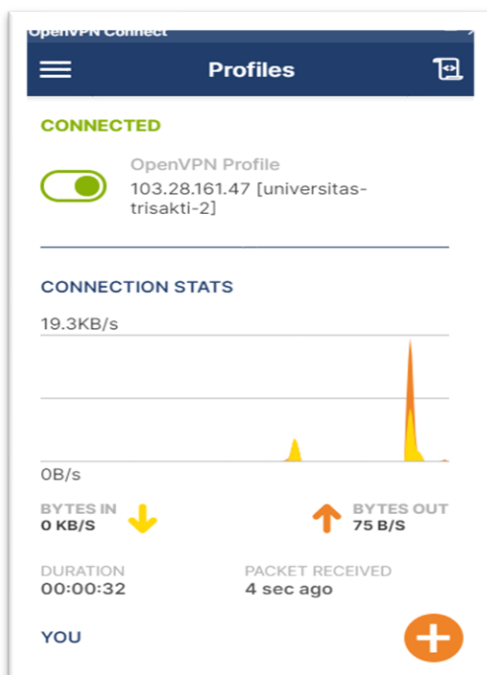 OpenVPN Connect
Profiles
CONNECTED
OpenVPN Profile
103.28.161.47 [universitas-
trisakti-2]
CONNECTION STATS
19.3KB/s
0B/s
BYTES IN
0 KB/S
BYTES OUT
75 B/S
DURATION
00:00:32
PACKET RECEIVED
4 sec ago
YOU